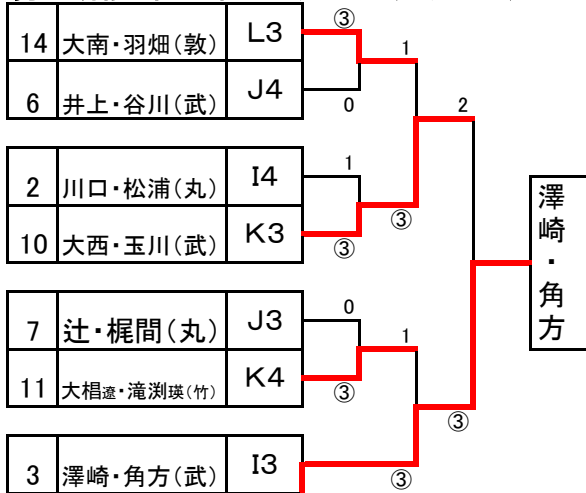 14 大南・羽畑(敦) L3
6 井上・谷川(武) J4
2 川口・松浦(丸) I4
10 大西・玉川(武) K3
7 辻・梶間(丸) J3
11 大椙遼・滝渕瑛(竹) K4
3 澤崎・角方(武) I3
③
0
1
③
0
③
1
③
1
③
2
③
澤崎・角方